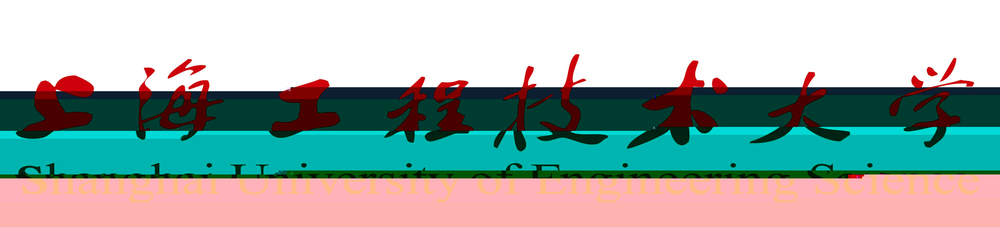 上海工程技术大学
Shanghai University of Engineering Science